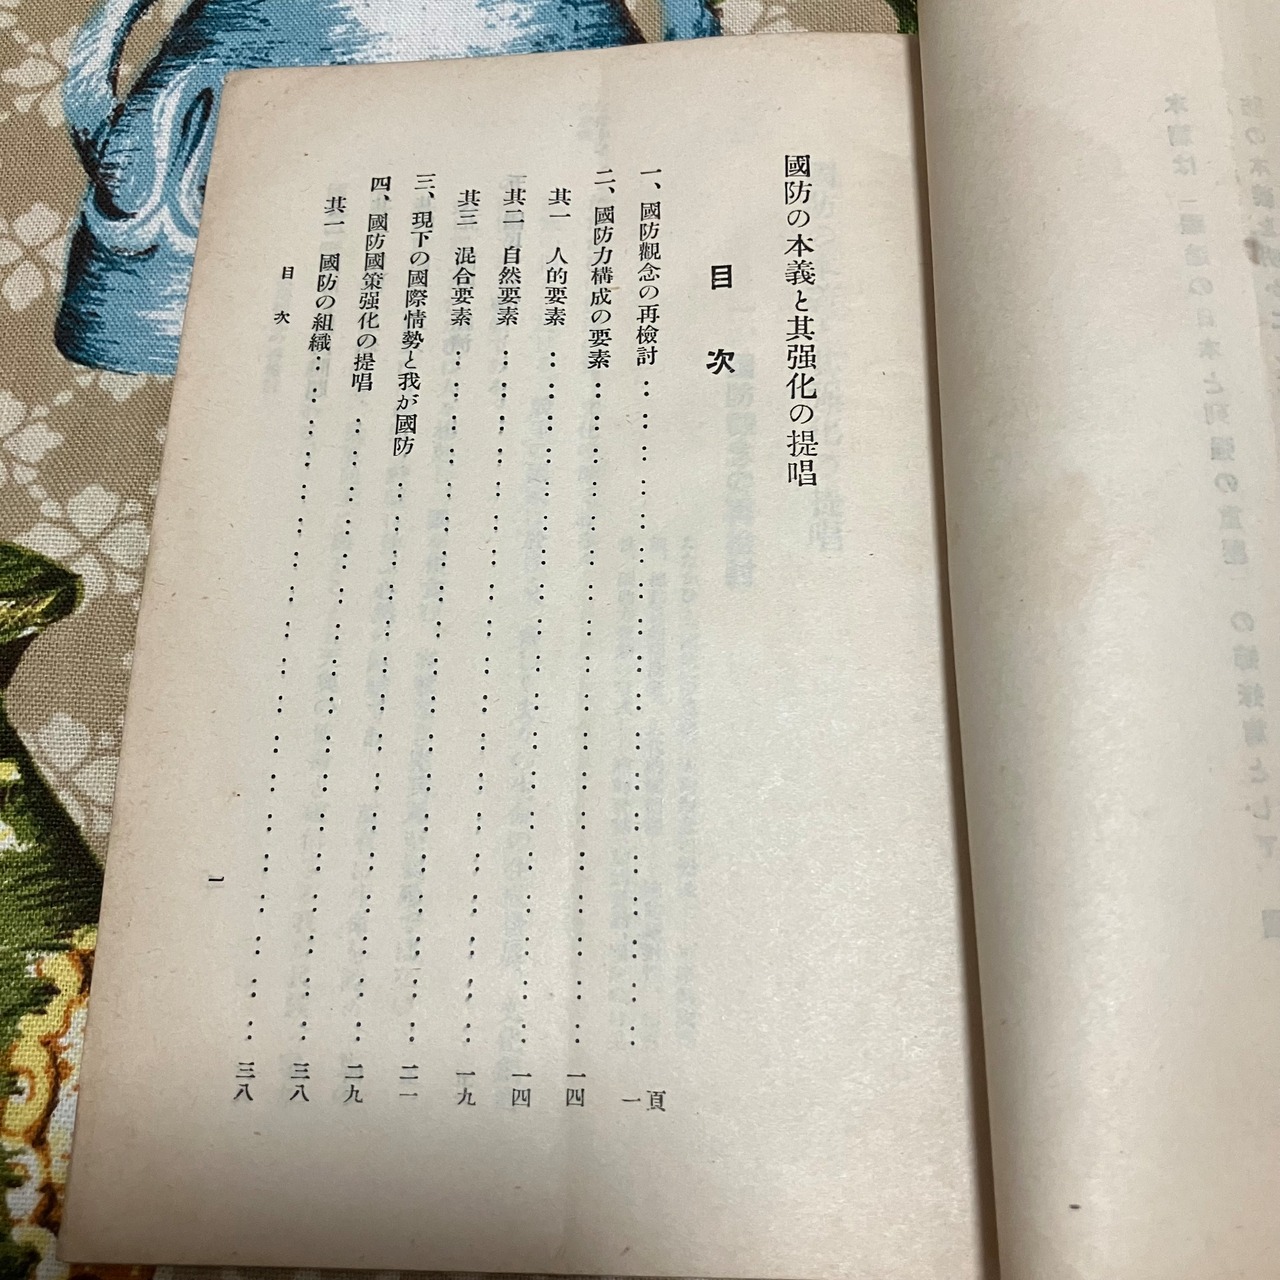 國防の本義と其强化の提唱
目次
一、國防觀念の再檢討……………………一頁
二、國防力構成の要素……………………一四
其一 人的要素……………………一四
其二 自然要素……………………一九
其三 混合要素……………………二一
三、現下の國際情勢と我が國防……………………二九
四、國防國策强化の提唱……………………三八
其一 國防の組織……………………三八
目次
一